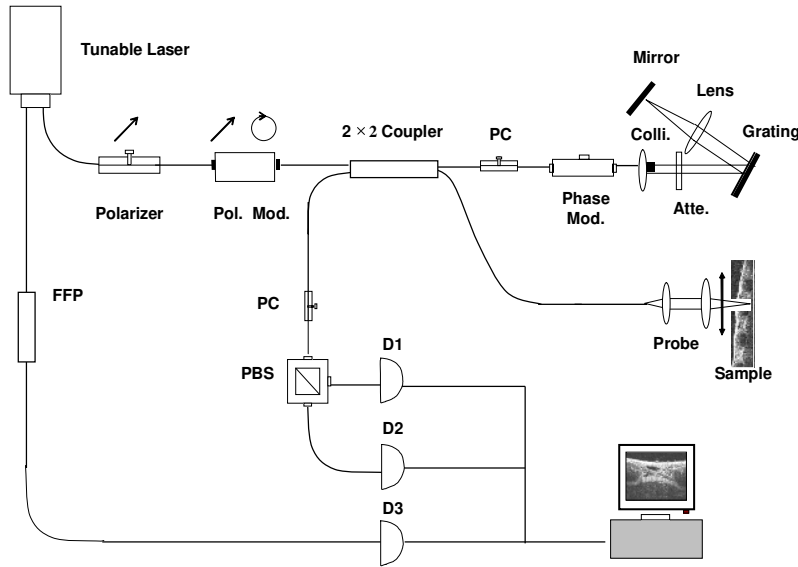 Tunable Laser
Mirror
Lens
2 × 2 Coupler
PC
Colli.
Grating
Polarizer
Pol. Mod.
Phase
Mod.
Atte.
FFP
PC
D1
Probe
PBS
Sample
D2
D3